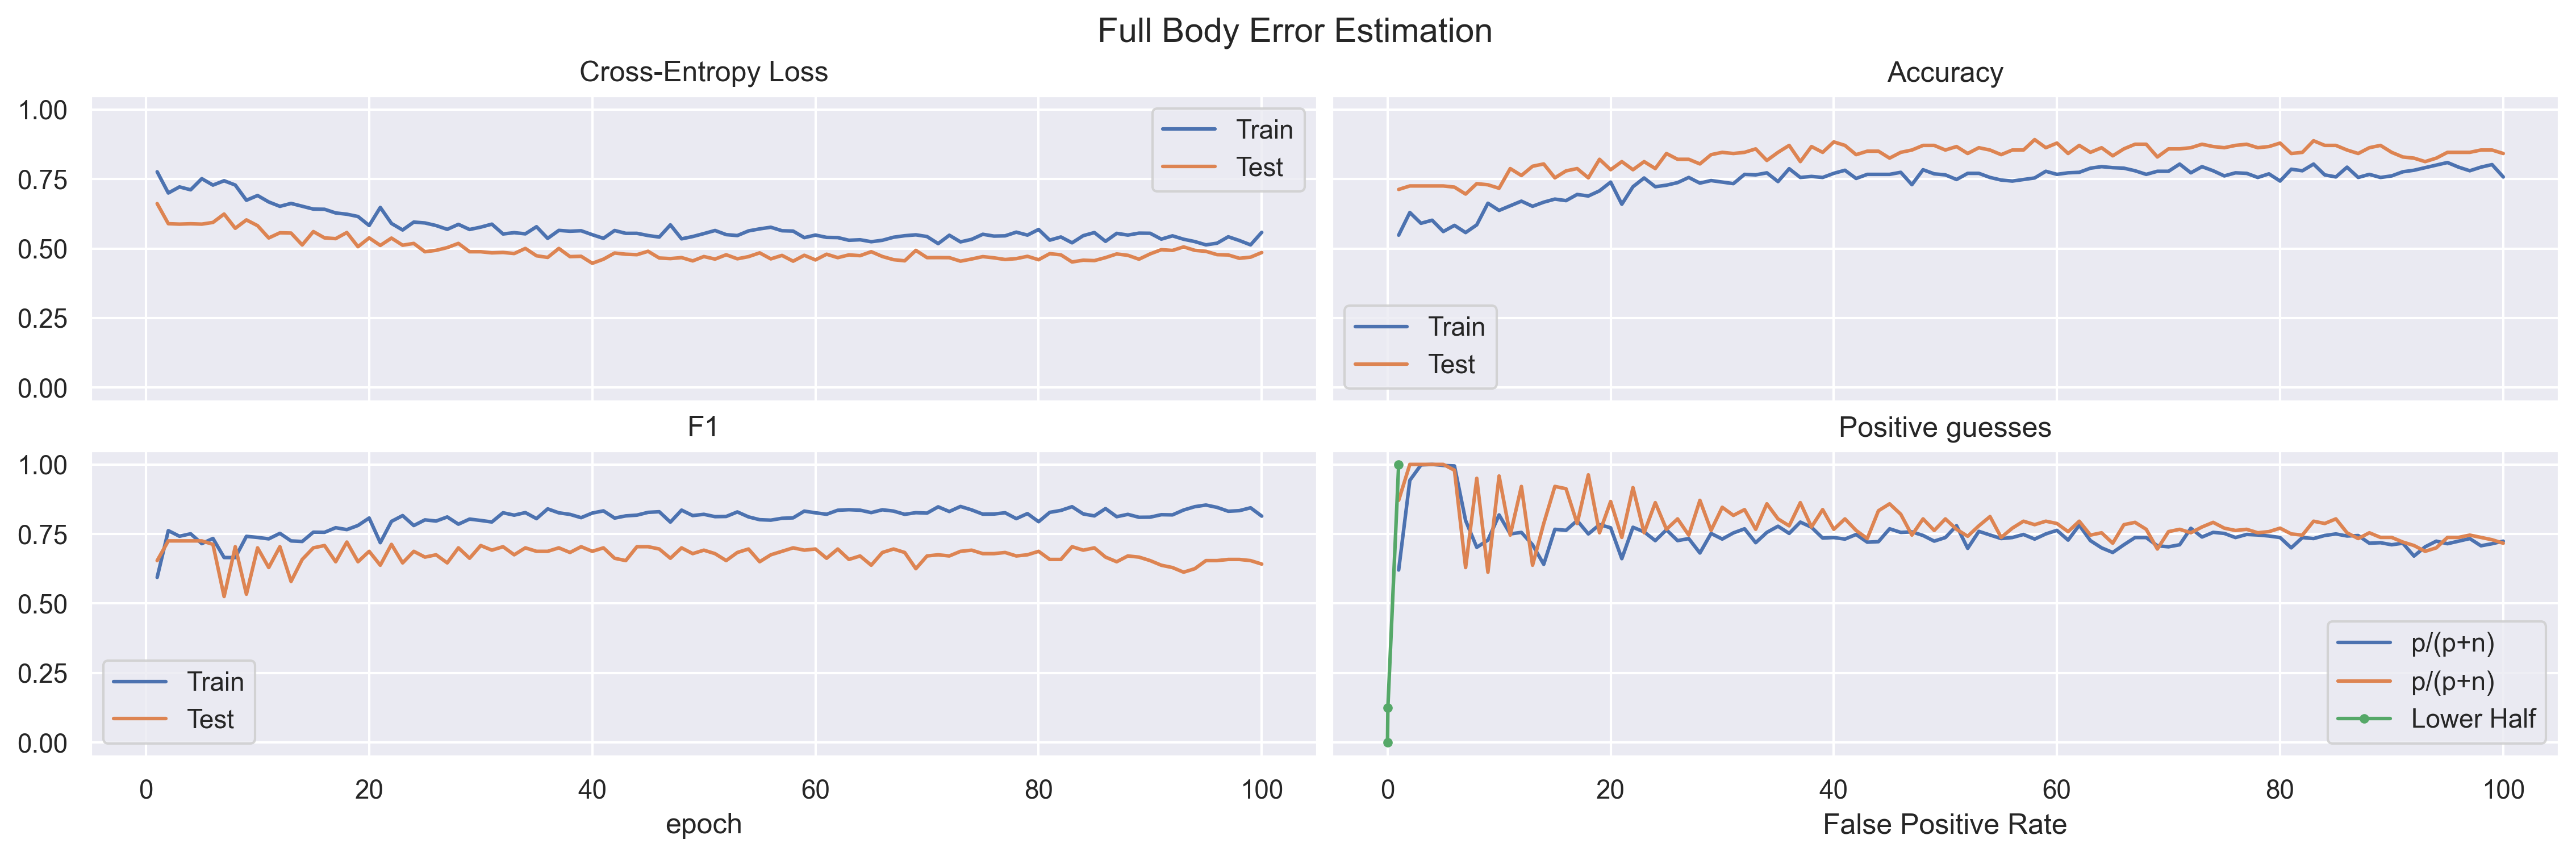 Full Body Error Estimation
Cross-Entropy Loss
1.00
0.75
0.50
0.25
0.00
Train
Test
Accuracy
Train
Test
F1
1.00
0.75
0.50
0.25
0.00
Train
Test
0
20
40
60
80
100
epoch
Positive guesses
p/(p+n)
p/(p+n)
Lower Half
0
20
40
60
80
100
False Positive Rate